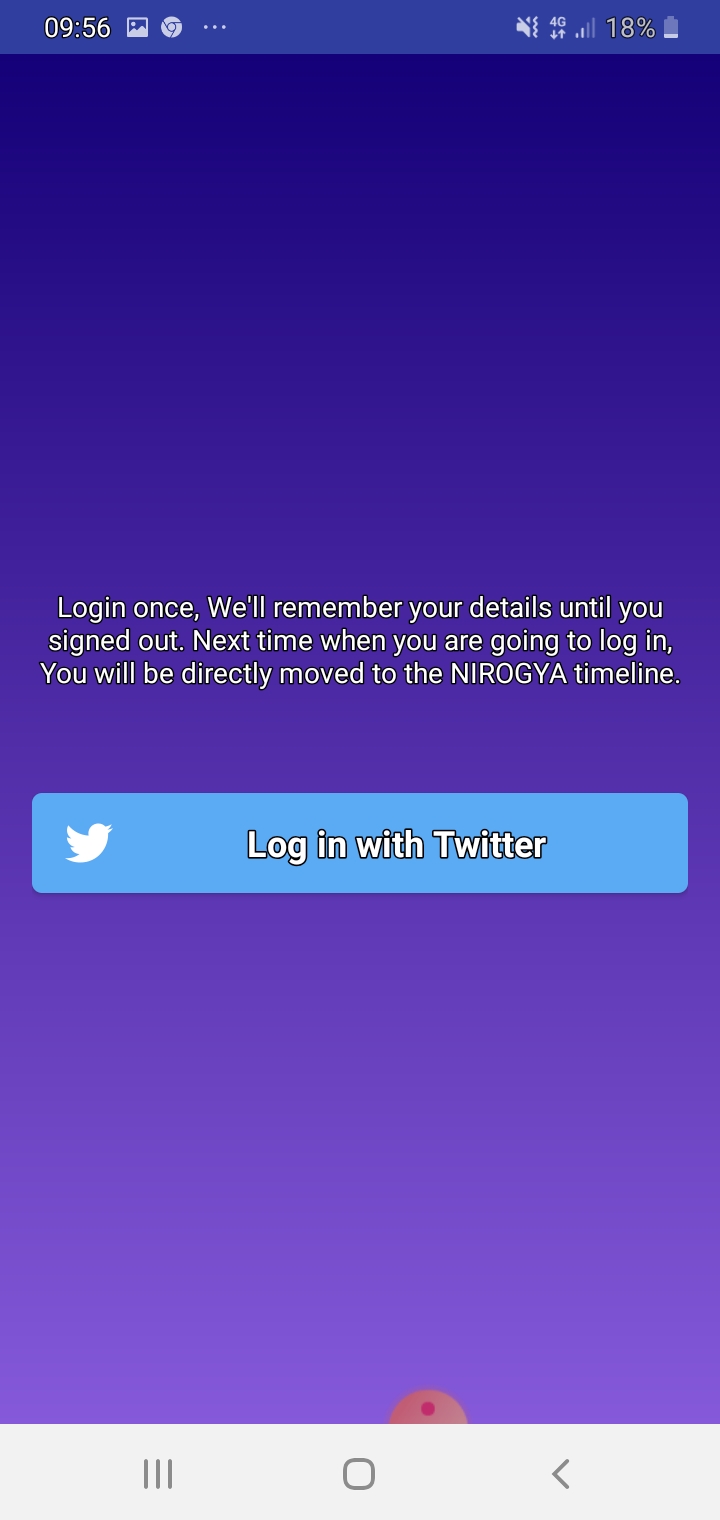 09:56
4G
18%
Login once, We'll remember your details until you
signed out. Next time when you are going to log in,
You will be directly moved to the NIROGYA timeline.
Log in with Twitter